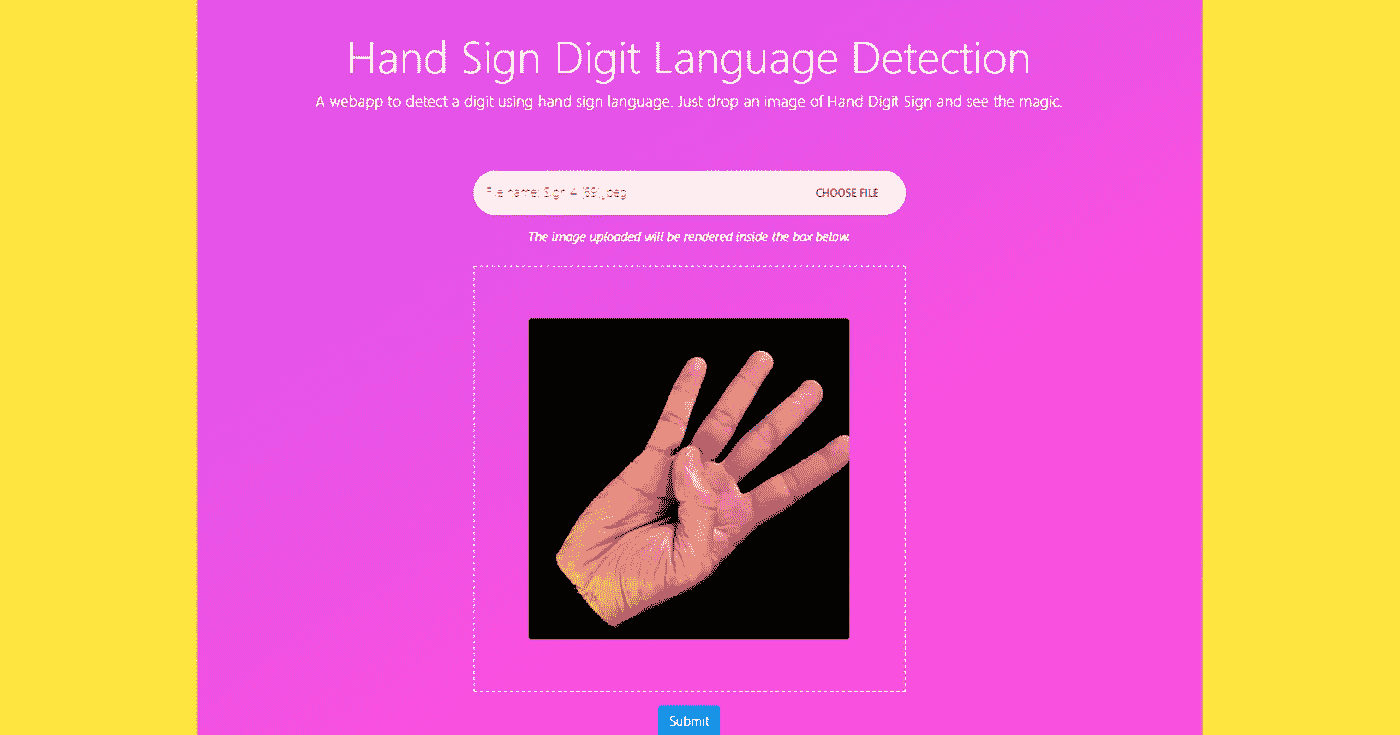 Hand Sign Digit Language Detection
A webapp to detect a digit using hand sign language. Just drop an image of Hand Digit Sign and see the magic.
File name: Sign 4 (69).jpeg
CHOOSE FILE
The image uploaded will be rendered inside the box below.
Submit